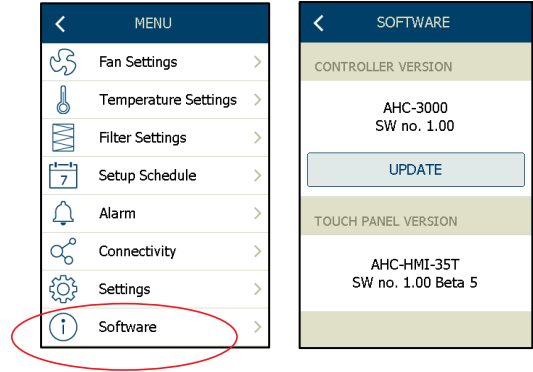 MENU
Fan Settings
Temperature Settings
Filter Settings
7
Setup Schedule
Alarm
Connectivity
Settings
i
Software
SOFTWARE
CONTROLLER VERSION
AHC-3000
SW no. 1.00
UPDATE
TOUCH PANEL VERSION
AHC-HMI-35T
SW no. 1.00 Beta 5